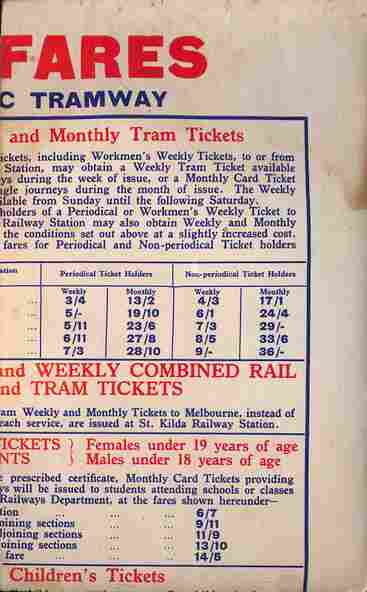 FARES
C TRAMWAY
and Monthly Tram Tickets
ickets, including Workmen's Weekly Tickets, to or from
Station, may obtain a Weekly Tram Ticket available
ys during the week of issue, or a Monthly Card Ticket
gle journeys during the month of issue. The Weekly
ilable from Sunday until the following Saturday.
holders of a Periodical or Workmen's Weekly Ticket to
Railway Station may also obtain Weekly and Monthly
the conditions set out above at a slightly increased cost.
fares for Periodical and Non-periodical Ticket holders
ation Periodical Ticket Holders Non-periodical Ticket Holders
Weekly Monthly Weekly Monthly
... 3/4 13/2 4/3 17/1
... 5/- 19/10 6/1 24/4
... 5/11 23/6 7/3 29/-
... 6/11 27/8 8/5 33/6
... 7/3 28/10 9/- 36/-
and WEEKLY COMBINED RAIL
nd TRAM TICKETS
am Weekly and Monthly Tickets to Melbourne, instead of
each service, are issued at St. Kilda Railway Station.
TICKETS } Females under 19 years of age
NTS } Males under 18 years of age
e prescribed certificate, Monthly Card Tickets providing
ys will be issued to students attending schools or classes
Railways Department, at the fares shown hereunder—
tion ... ... ... 6/7
joining sections ... ... 9/11
djoining sections ... ... 11/9
oining sections ... ... 13/10
fare ... ... ... 14/5
Children's Tickets